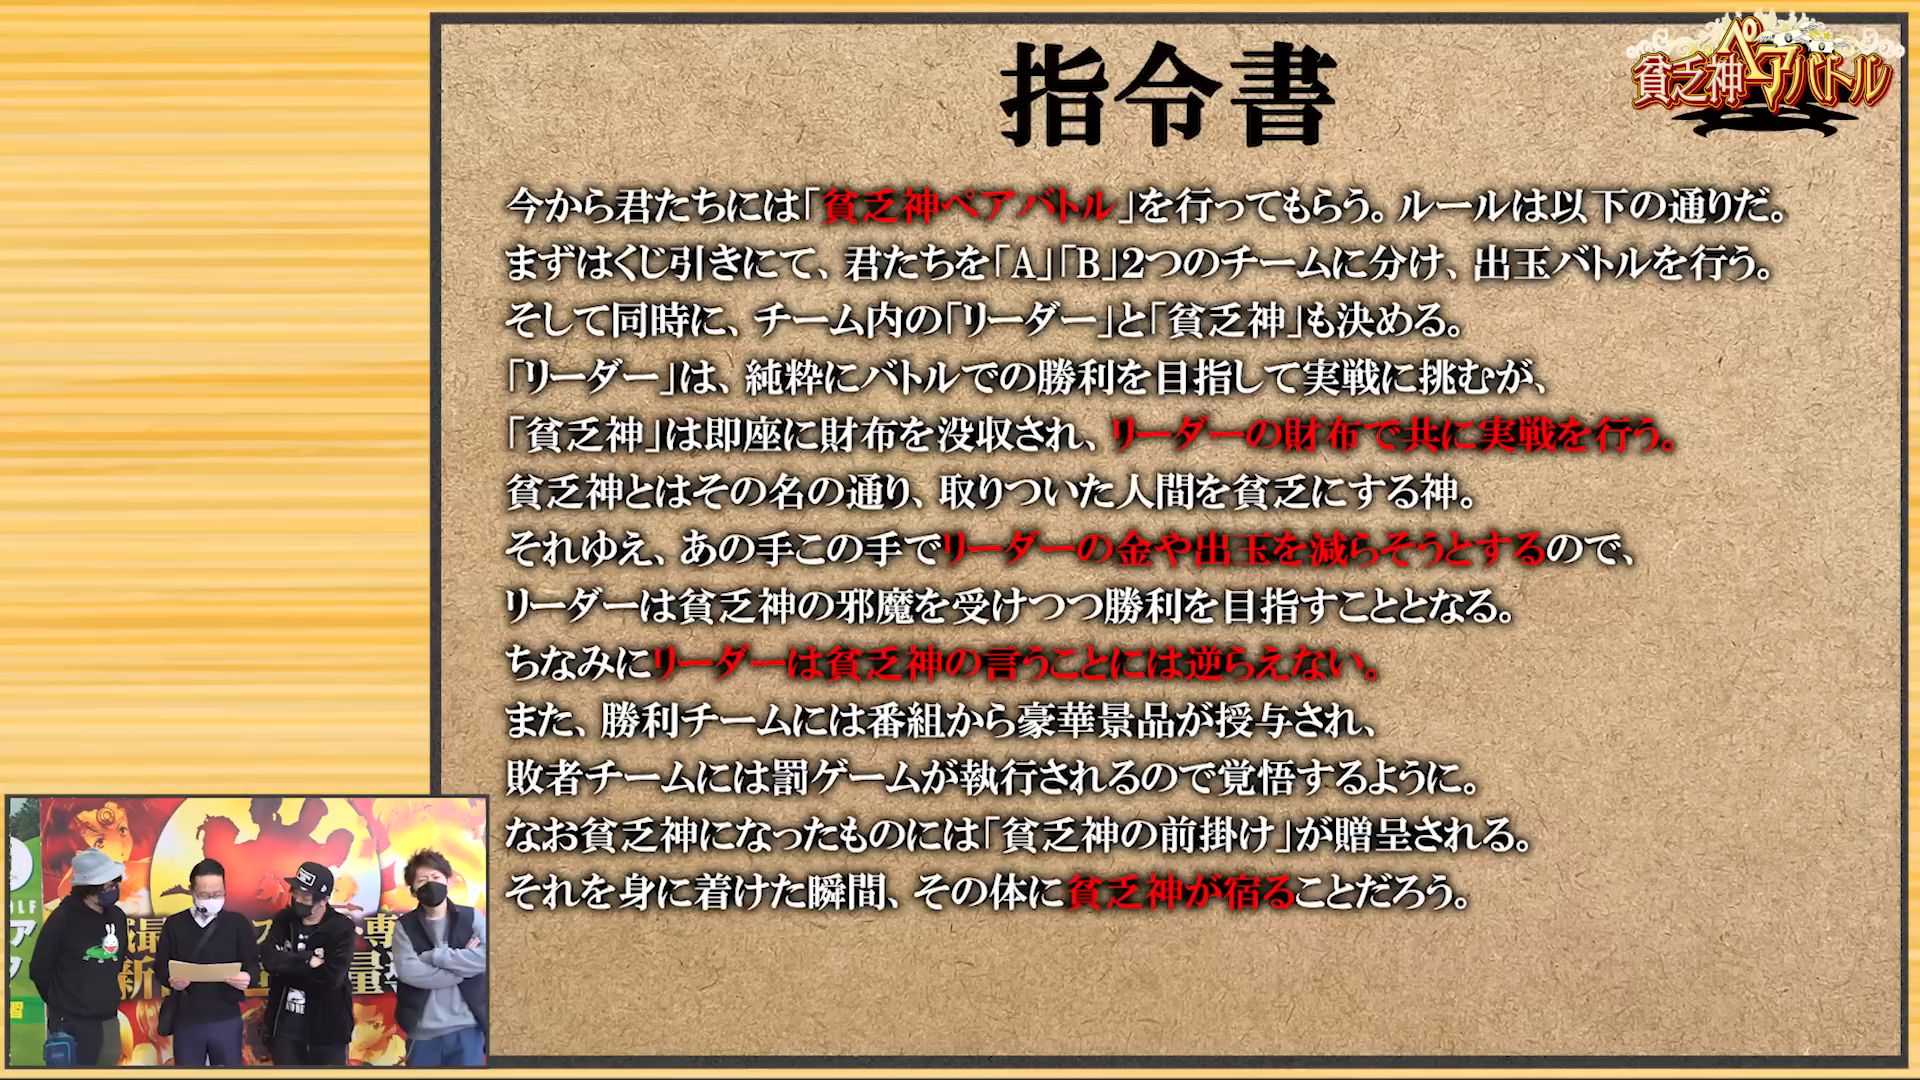 指令書
貧乏神ペアバトル
今から君たちには「貧乏神ペアバトル」を行ってもらう。ルールは以下の通りだ。
まずはくじ引きにて、君たちを「A」「B」2つのチームに分け、出玉バトルを行う。
そして同時に、チーム内の「リーダー」と「貧乏神」も決める。
「リーダー」は、純粋にバトルでの勝利を目指して実戦に挑むが、
「貧乏神」は即座に財布を没収され、リーダーの財布で共に実戦を行う。
貧乏神とはその名の通り、取りついた人間を貧乏にする神。
それゆえ、あの手この手でリーダーの金や出玉を減らそうとするので、
リーダーは貧乏神の邪魔を受けつつ勝利を目指すこととなる。
ちなみにリーダーは貧乏神の言うことには逆らえない。
また、勝利チームには番組から豪華景品が授与され、
敗者チームには罰ゲームが執行されるので覚悟するように。
なお貧乏神になったものには「貧乏神の前掛け」が贈呈される。
それを身に着けた瞬間、その体に貧乏神が宿ることだろう。